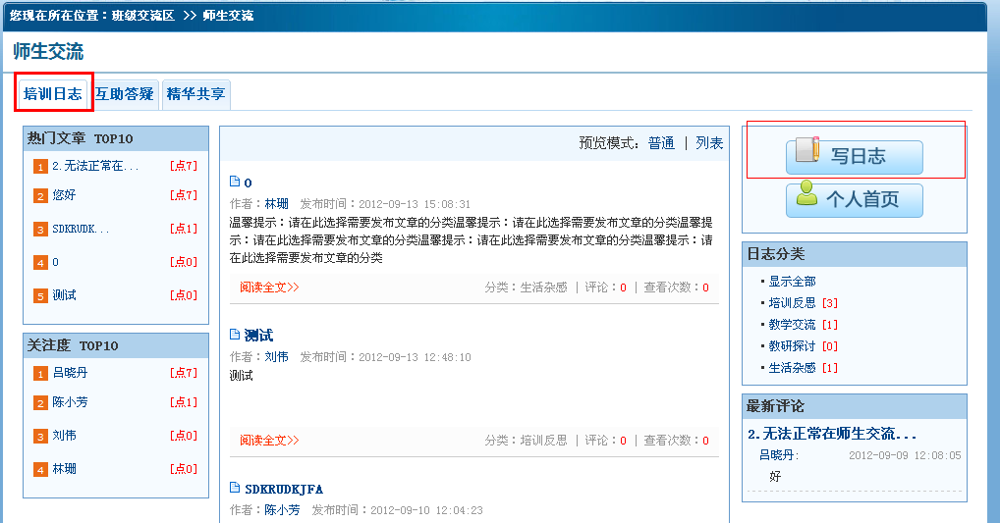 您现在所在位置：班级交流区 >> 师生交流
师生交流
培训日志 互助答疑 精华共享
热门文章 TOP10
1 2.无法正常在... [点7]
2 您好 [点7]
3 SDKRUDK... [点1]
4 0 [点0]
5 测试 [点0]
关注度 TOP10
1 吕晓丹 [点7]
2 陈小芳 [点1]
3 刘伟 [点0]
4 林珊 [点0]
预览模式：普通 | 列表
0
作者：林珊 发布时间：2012-09-13 15:08:31
温馨提示：请在此选择需要发布文章的分类温馨提示：请在此选择需要发布文章的分类温馨提
示：请在此选择需要发布文章的分类温馨提示：请在此选择需要发布文章的分类温馨提示：请
在此选择需要发布文章的分类
阅读全文>> 分类：生活杂感 | 评论：0 | 查看次数：0
测试
作者：刘伟 发布时间：2012-09-13 12:48:10
测试
阅读全文>> 分类：培训反思 | 评论：0 | 查看次数：0
SDKRUDKJFA
作者：陈小芳 发布时间：2012-09-10 12:04:23
写日志
个人首页
日志分类
·显示全部
·培训反思 [3]
·教学交流 [1]
·教研探讨 [0]
·生活杂感 [1]
最新评论
2.无法正常在师生交流...
吕晓丹: 2012-09-09 12:08:05
好